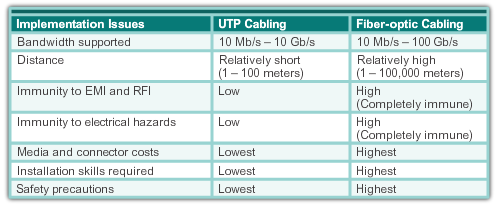 Implementation Issues UTP Cabling Fiber-optic Cabling
Bandwidth supported 10 Mb/s – 10 Gb/s 10 Mb/s – 100 Gb/s
Distance Relatively short Relatively high
(1 – 100 meters) (1 – 100,000 meters)
Immunity to EMI and RFI Low High
(Completely immune)
Immunity to electrical hazards Low High
(Completely immune)
Media and connector costs Lowest Highest
Installation skills required Lowest Highest
Safety precautions Lowest Highest